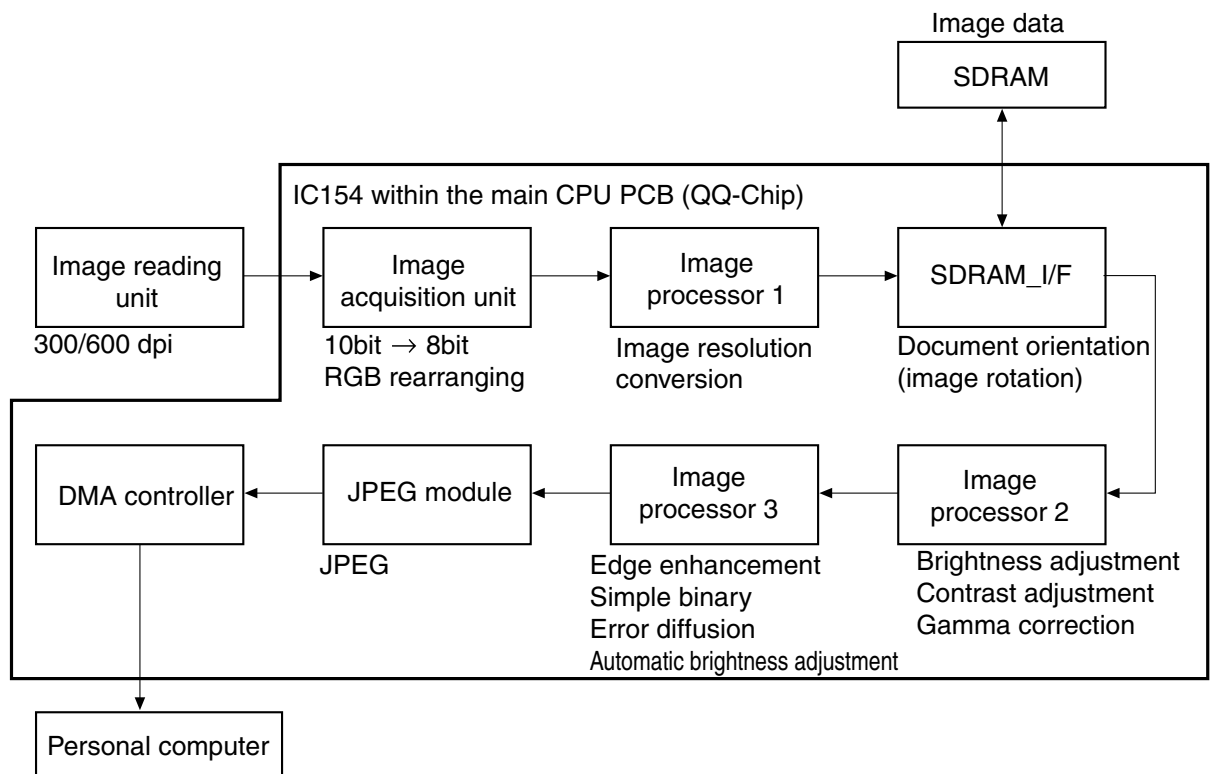 Image data
SDRAM
IC154 within the main CPU PCB (QQ-Chip)
Image reading
unit
300/600 dpi
Image
acquisition unit
10bit → 8bit
RGB rearranging
Image
processor 1
Image resolution
conversion
SDRAM_I/F
Document orientation
(image rotation)
DMA controller
JPEG module
JPEG
Image
processor 3
Edge enhancement
Simple binary
Error diffusion
Automatic brightness adjustment
Image
processor 2
Brightness adjustment
Contrast adjustment
Gamma correction
Personal computer